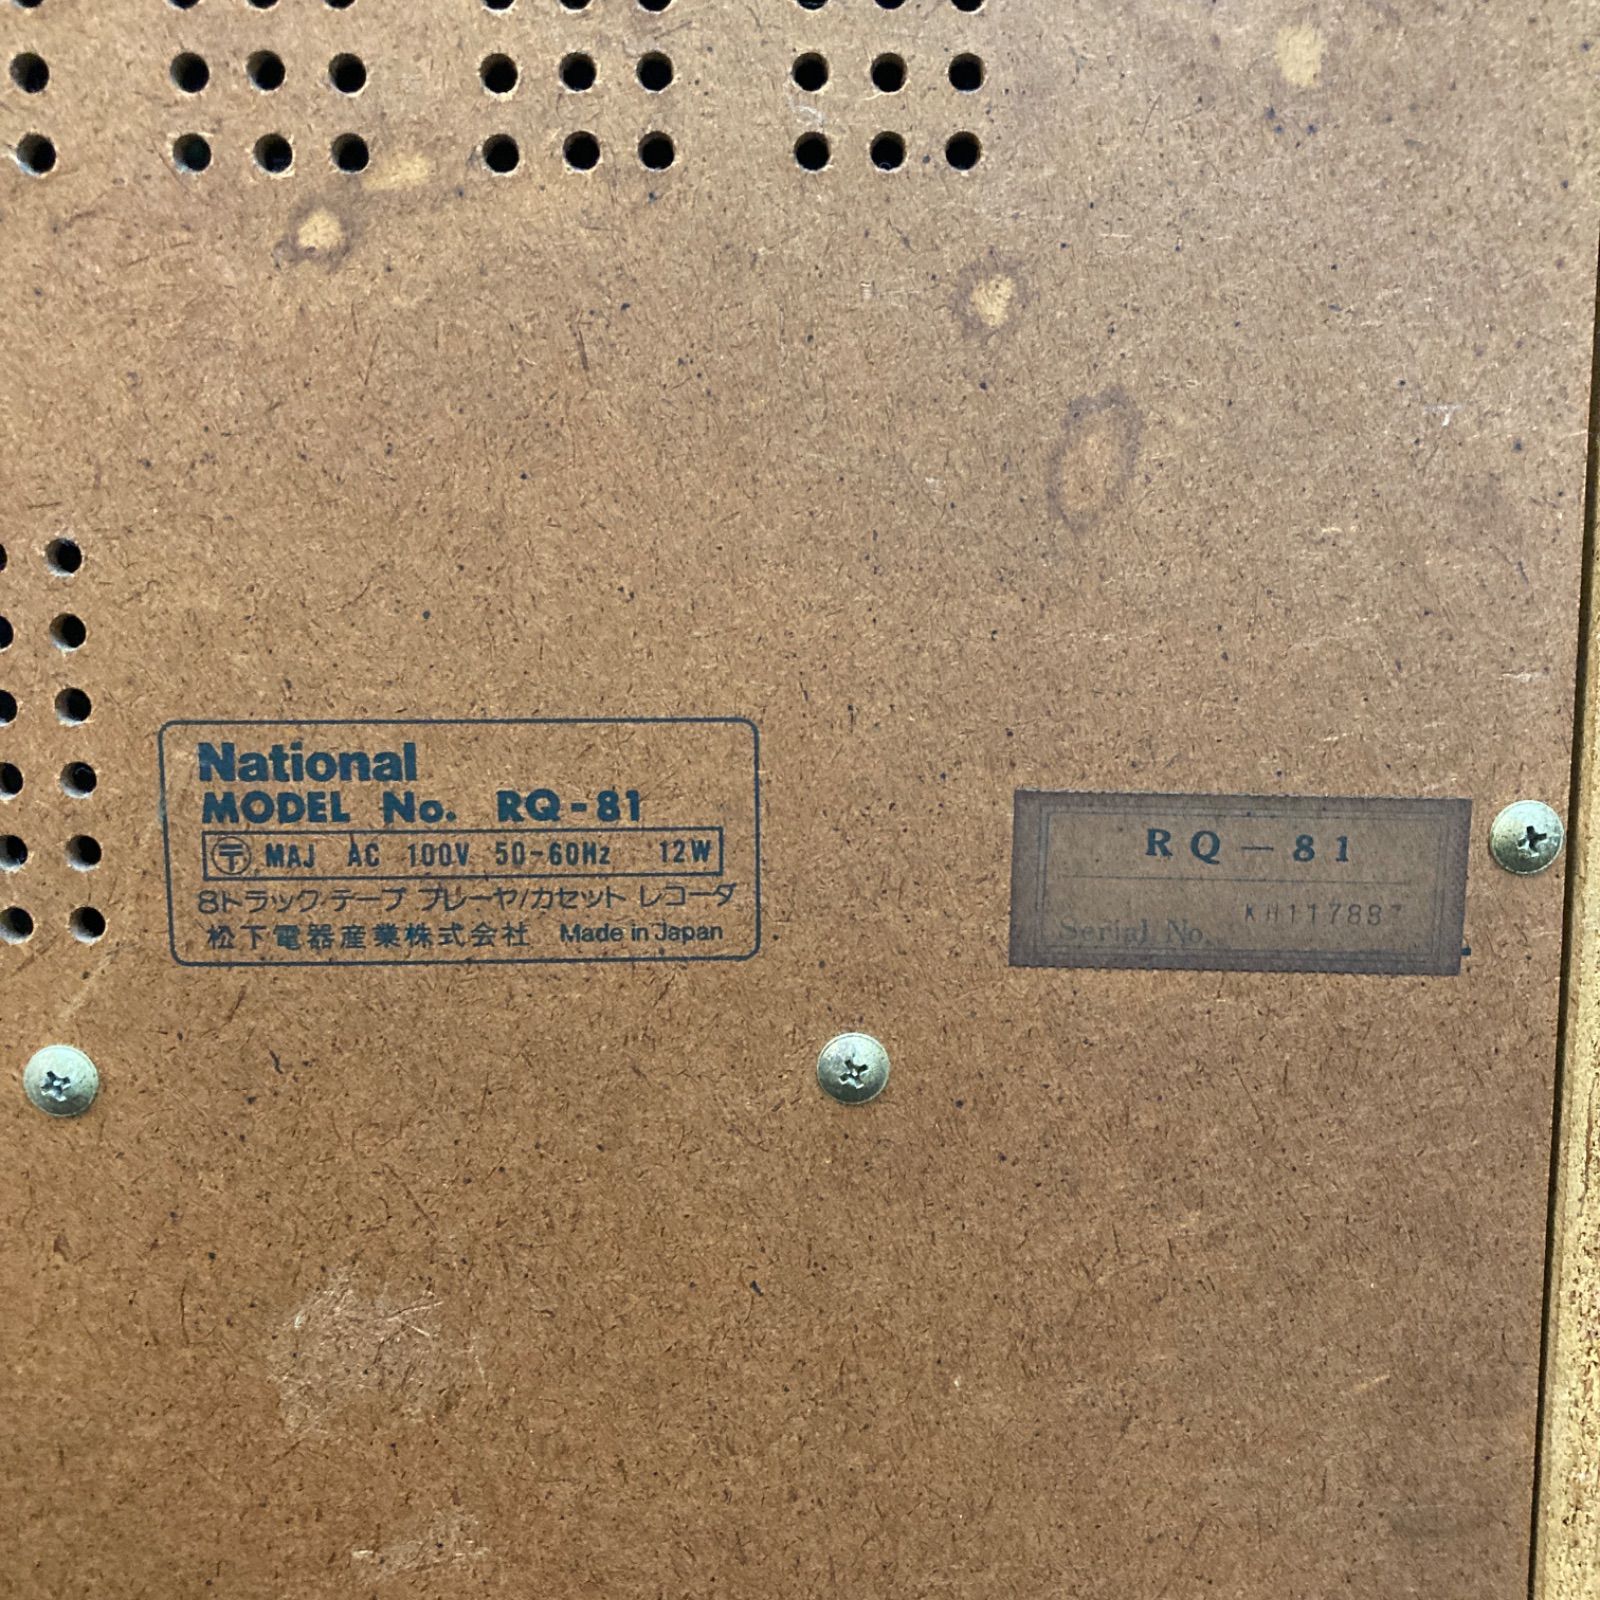 National
MODEL No. RQ-81
〒 MAJ AC 100V 50-60Hz 12W
8トラック・テープ プレーヤ/カセット レコーダ
松下電器産業株式会社 Made in Japan
RQ-81
Serial No.